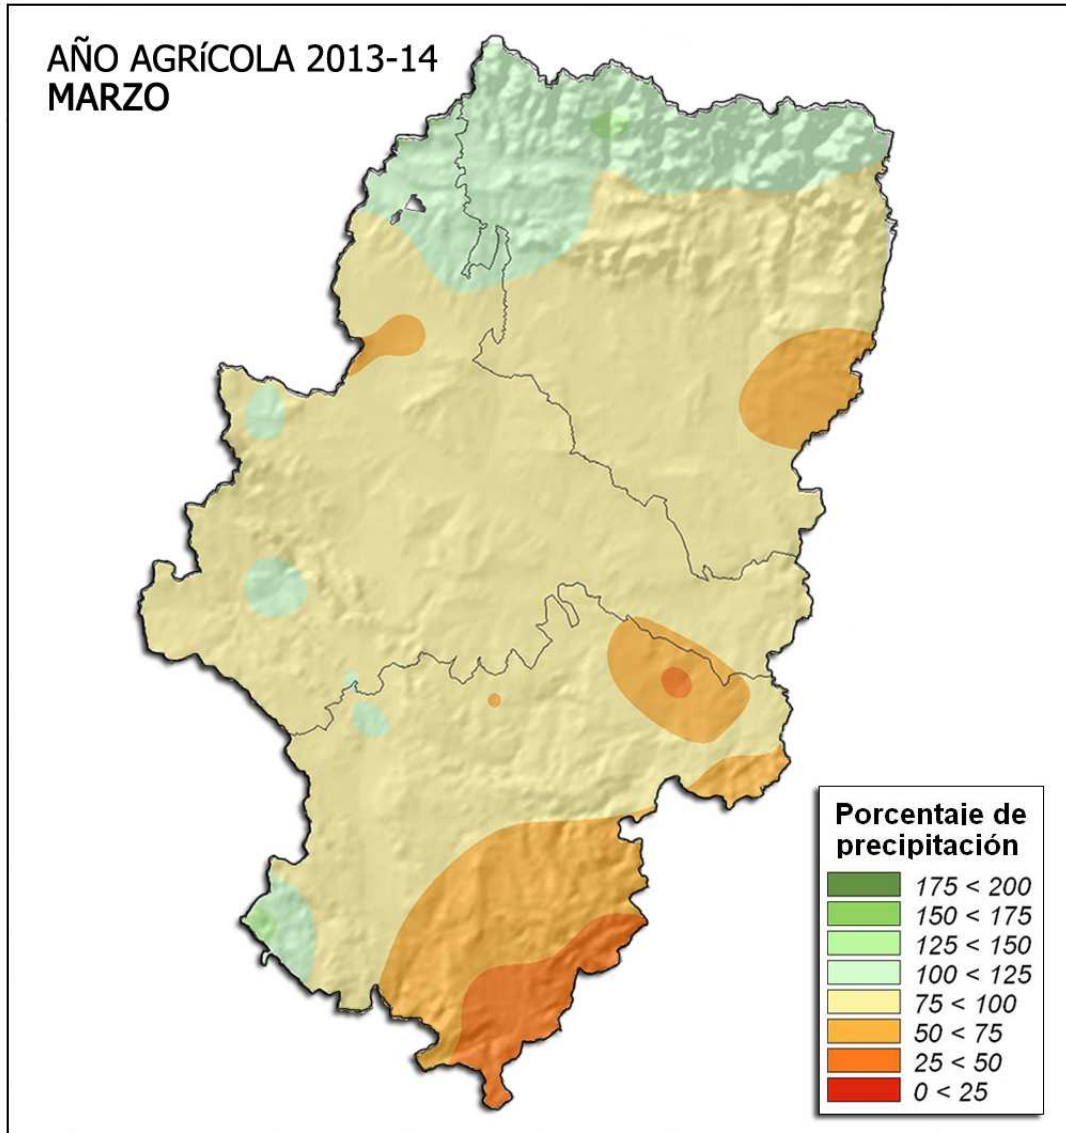 AÑO AGRíCOLA 2013-14
MARZO
Porcentaje de
precipitación
175 < 200
150 < 175
125 < 150
100 < 125
75 < 100
50 < 75
25 < 50
0 < 25